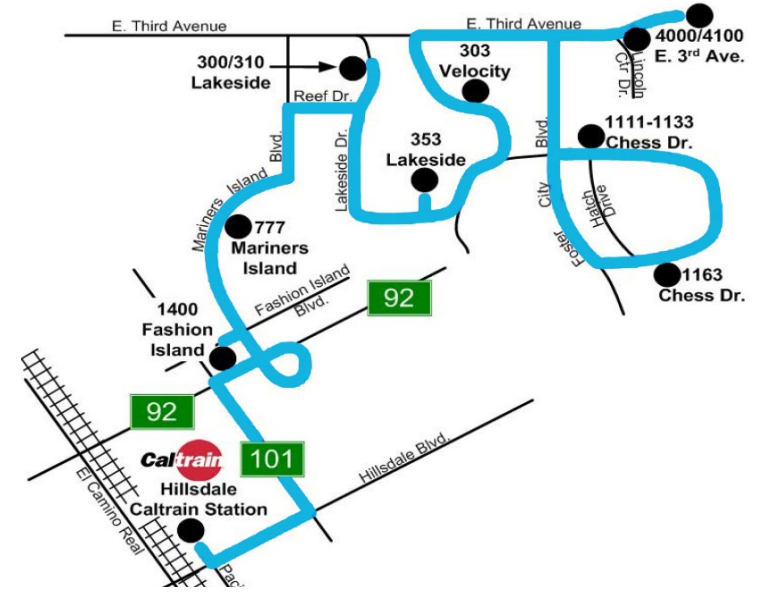 E. Third Avenue
E. Third Avenue
4000/4100
E. 3rd Ave.
Lincoln
Ctr Dr.
300/310
Lakeside
303
Velocity
Reef Dr.
1111-1133
Chess Dr.
353
Lakeside
Blvd.
Mariners Island
Lakeside Dr.
Blvd.
City
Foster
Hatch
Drive
777
Mariners
Island
1163
Chess Dr.
Fashion Island
Blvd.
92
1400
Fashion
Island
92
Caltrain
101
Hillsdale
Caltrain Station
Hillsdale Blvd.
El Camino Real